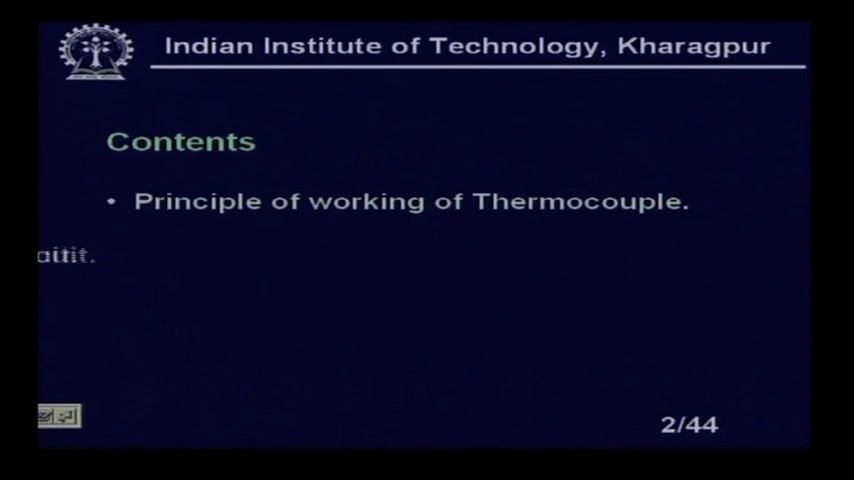 Indian Institute of Technology, Kharagpur
Contents
• Principle of working of Thermocouple.
2/44